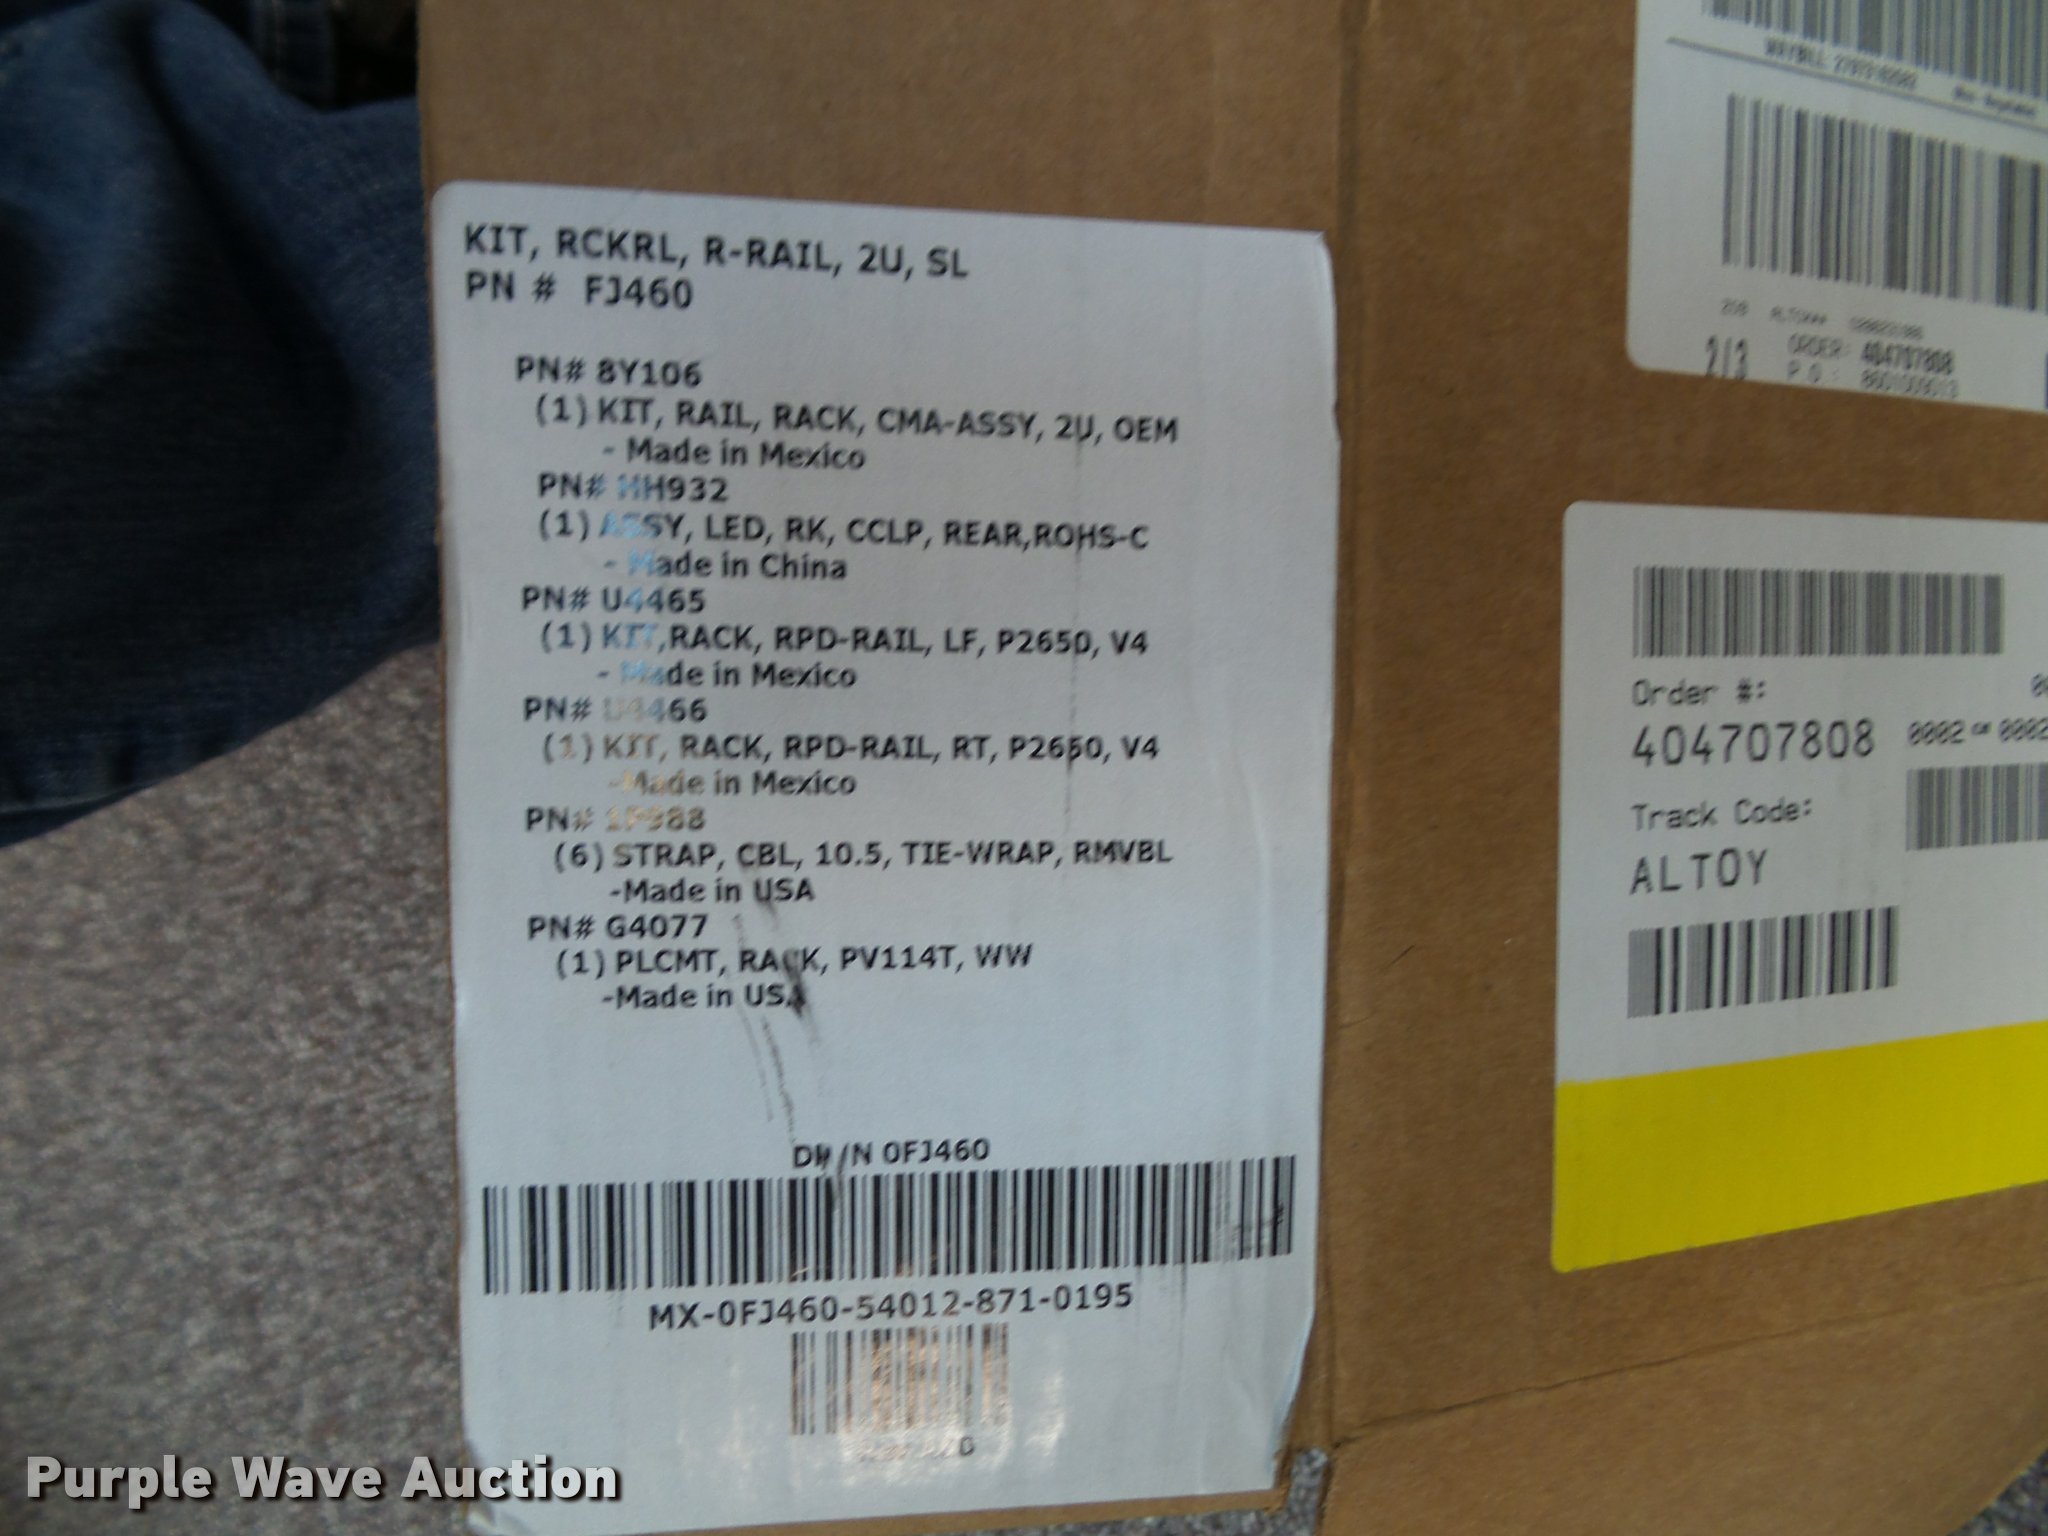 KIT, RCKRL, R-RAIL, 2U, SL
PN # FJ460
PN# 8Y106
(1) KIT, RAIL, RACK, CMA-ASSY, 2U, OEM
- Made in Mexico
PN# HH932
(1) ASSY, LED, RK, CCLP, REAR,ROHS-C
- Made in China
PN# U4465
(1) KIT,RACK, RPD-RAIL, LF, P2650, V4
- Made in Mexico
PN# U4466
(1) KIT, RACK, RPD-RAIL, RT, P2650, V4
-Made in Mexico
PN# 1P988
(6) STRAP, CBL, 10.5, TIE-WRAP, RMVBL
-Made in USA
PN# G4077
(1) PLCMT, RACK, PV114T, WW
-Made in USA
DP/N 0FJ460
MX-0FJ460-54012-871-0195
WAYBILL
2/3
ORDER: 404707808
P.O.:
Order #:
404707808
Track Code:
ALTOY
Purple Wave Auction